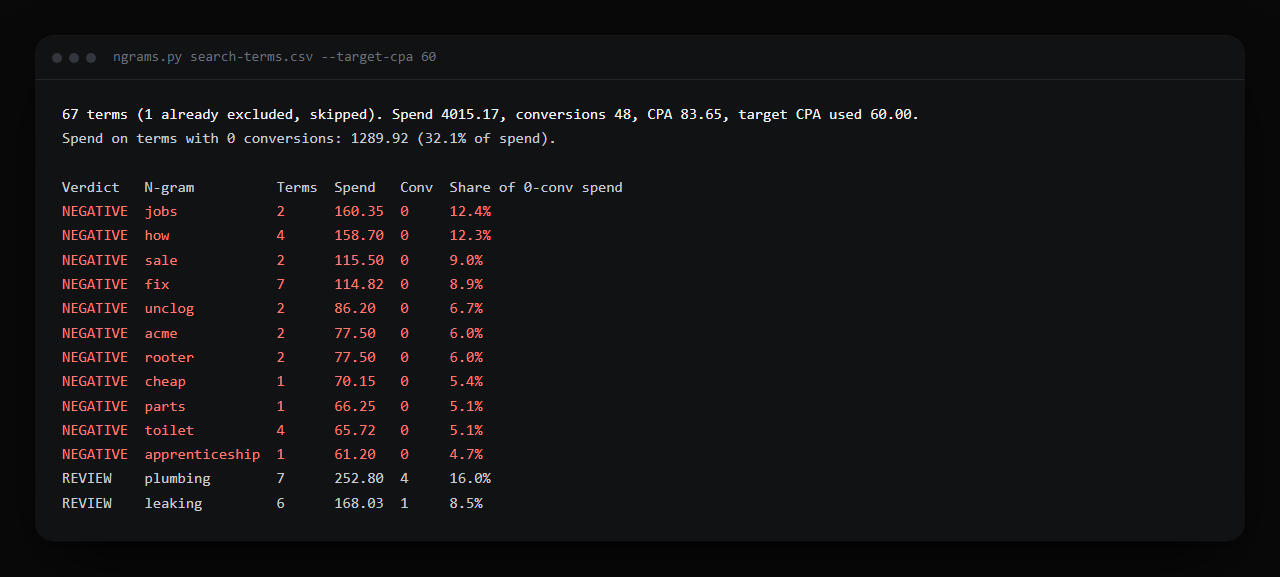 ngrams.py search-terms.csv --target-cpa 60
67 terms (1 already excluded, skipped). Spend 4015.17, conversions 48, CPA 83.65, target CPA used 60.00.
Spend on terms with 0 conversions: 1289.92 (32.1% of spend).
Verdict N-gram Terms Spend Conv Share of 0-conv spend
NEGATIVE jobs 2 160.35 0 12.4%
NEGATIVE how 4 158.70 0 12.3%
NEGATIVE sale 2 115.50 0 9.0%
NEGATIVE fix 7 114.82 0 8.9%
NEGATIVE unclog 2 86.20 0 6.7%
NEGATIVE acme 2 77.50 0 6.0%
NEGATIVE rooter 2 77.50 0 6.0%
NEGATIVE cheap 1 70.15 0 5.4%
NEGATIVE parts 1 66.25 0 5.1%
NEGATIVE toilet 4 65.72 0 5.1%
NEGATIVE apprenticeship 1 61.20 0 4.7%
REVIEW plumbing 7 252.80 4 16.0%
REVIEW leaking 6 168.03 1 8.5%